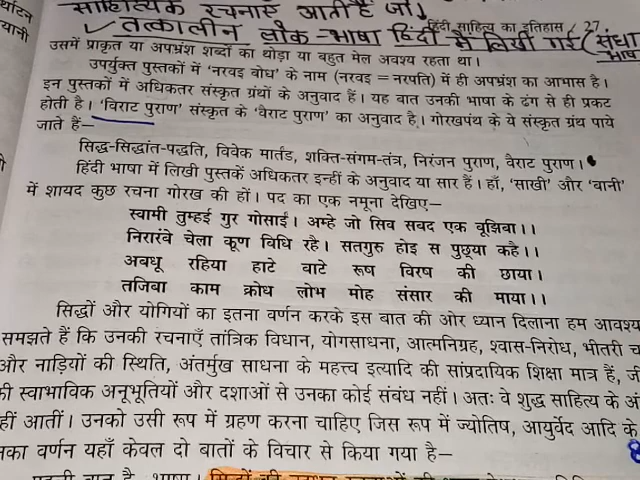 साहित्यिक रचनाएँ आती हैं जो
हिंदी साहित्य का इतिहास / 27
तत्कालीन लोक-भाषा हिंदी में लिखी गई (संधा
भाषा
र्घाटन
यानी
उसमें प्राकृत या अपभ्रंश शब्दों का थोड़ा या बहुत मेल अवश्य रहता था।
उपर्युक्त पुस्तकों में ‘नरवइ बोध’ के नाम (नरवइ = नरपति) में ही अपभ्रंश का आभास है।
इन पुस्तकों में अधिकतर संस्कृत ग्रंथों के अनुवाद हैं। यह बात उनकी भाषा के ढंग से ही प्रकट
होती है। ‘विराट पुराण’ संस्कृत के ‘वैराट पुराण’ का अनुवाद है। गोरखपंथ के ये संस्कृत ग्रंथ पाये
जाते हैं—
सिद्ध-सिद्धांत-पद्धति, विवेक मार्तंड, शक्ति-संगम-तंत्र, निरंजन पुराण, वैराट पुराण।
हिंदी भाषा में लिखी पुस्तकें अधिकतर इन्हीं के अनुवाद या सार हैं। हाँ, ‘साखी’ और ‘बानी’
में शायद कुछ रचना गोरख की हों। पद का एक नमूना देखिए—
स्वामी तुम्हई गुर गोसाईं। अम्हे जो सिव सबद एक वूझिबा।।
निरारंबे चेला कूण विधि रहै। सतगुरु होइ स पुछ्या कहै।।
अबधू रहिया हाटे बाटे रूष विरष की छाया।
तजिबा काम क्रोध लोभ मोह संसार की माया।।
सिद्धों और योगियों का इतना वर्णन करके इस बात की ओर ध्यान दिलाना हम आवश्य
समझते हैं कि उनकी रचनाएँ तांत्रिक विधान, योगसाधना, आत्मनिग्रह, श्वास-निरोध, भीतरी च
और नाड़ियों की स्थिति, अंतर्मुख साधना के महत्त्व इत्यादि की सांप्रदायिक शिक्षा मात्र हैं, जी
की स्वाभाविक अनुभूतियों और दशाओं से उनका कोई संबंध नहीं। अतः वे शुद्ध साहित्य के अं
हीं आतीं। उनको उसी रूप में ग्रहण करना चाहिए जिस रूप में ज्योतिष, आयुर्वेद आदि के
नका वर्णन यहाँ केवल दो बातों के विचार से किया गया है—